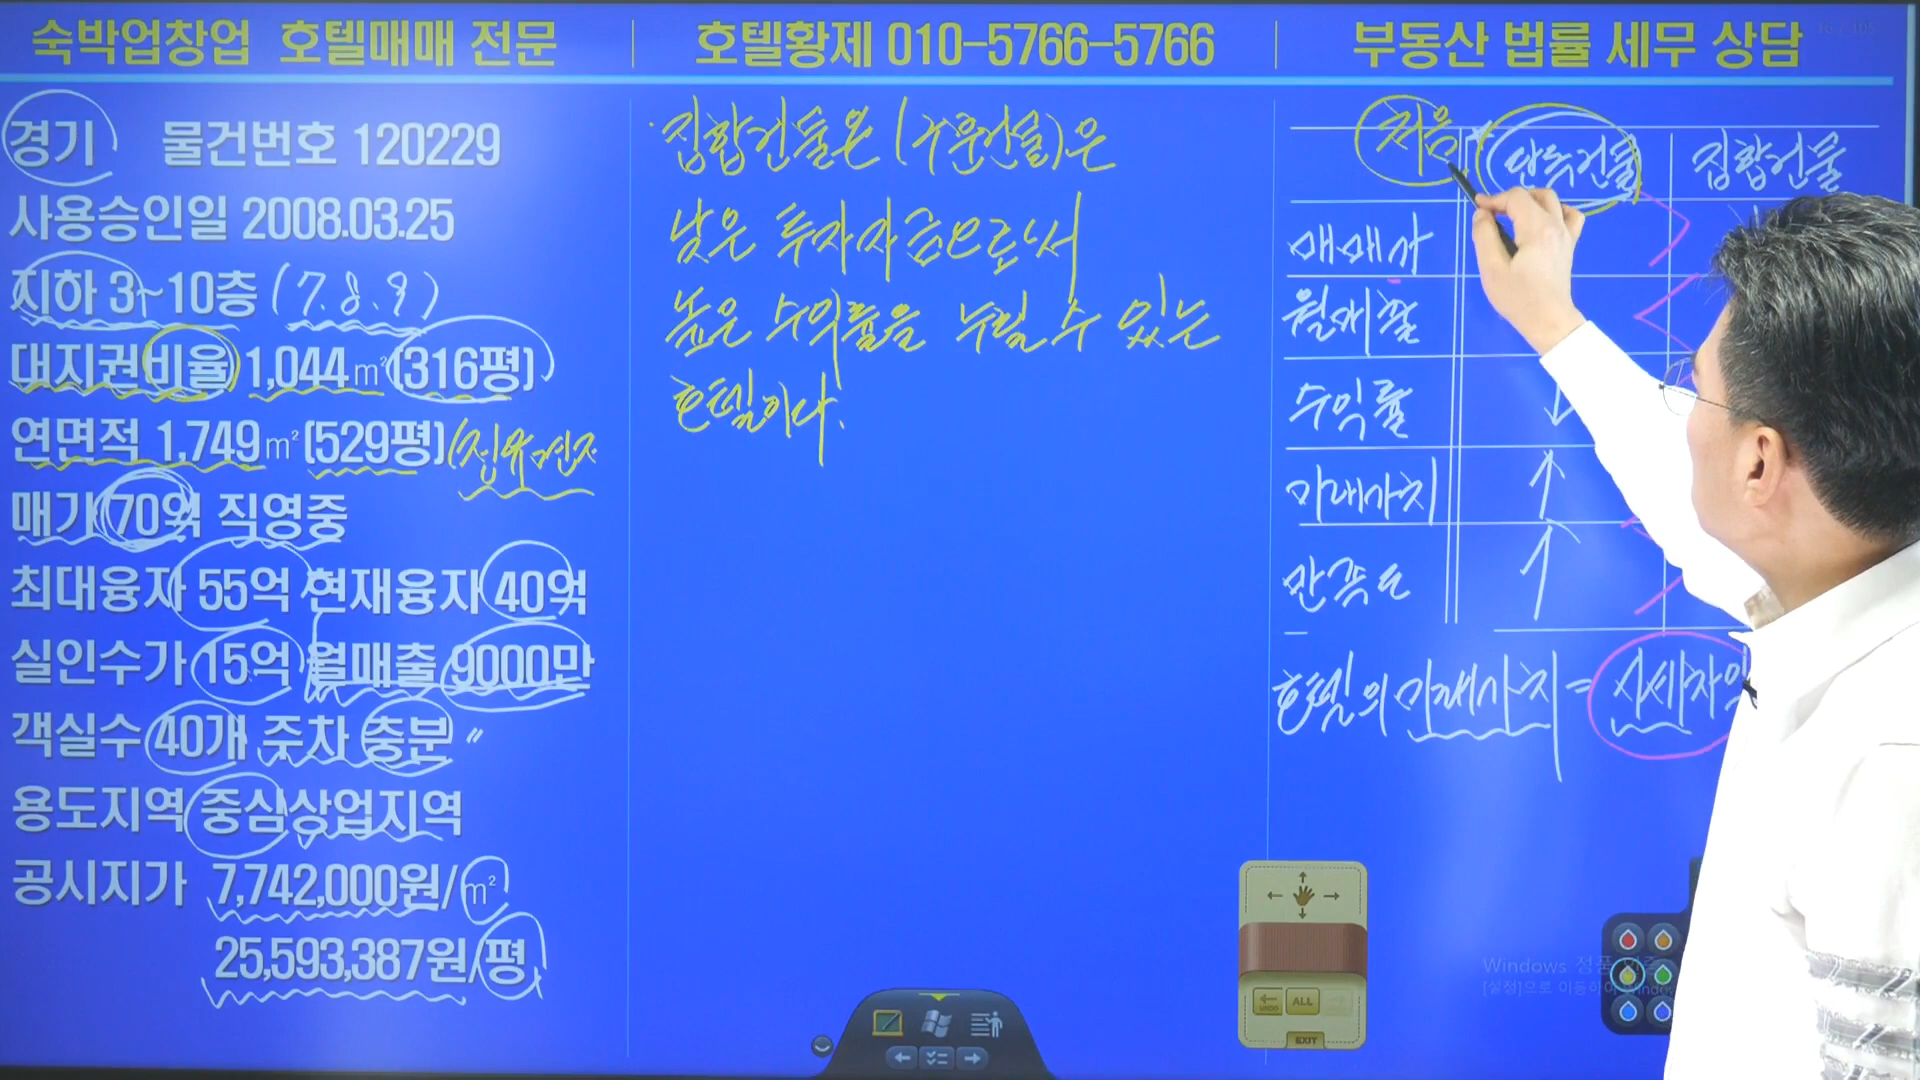 숙박업창업 호텔매매 전문
호텔황제 010-5766-5766
부동산 법률 세무 상담
경기 물건번호 120229
사용승인일 2008.03.25
지하 3~10층 (7.8.9)
대지권비율 1,044㎡(316평)
연면적 1,749㎡(529평)
매가 70억 직영중
최대융자 55억 현재융자 40억
실인수가 15억 월매출 9000만
객실수 40개 주차 충분
용도지역 중심상업지역
공시지가 7,742,000원/㎡
25,593,387원/평
집합건물은 (구분건물)은
낮은 투자자금으로서
높은 수익률을 누릴 수 있는
호텔이다.
처음 단독건물 집합건물
매매가
월매출
수익률 ↓
미래가치 ↑
만족도 ↑
호텔의 미래가치 = 시세차익
UNDO ALL
EXIT
Windows 정품